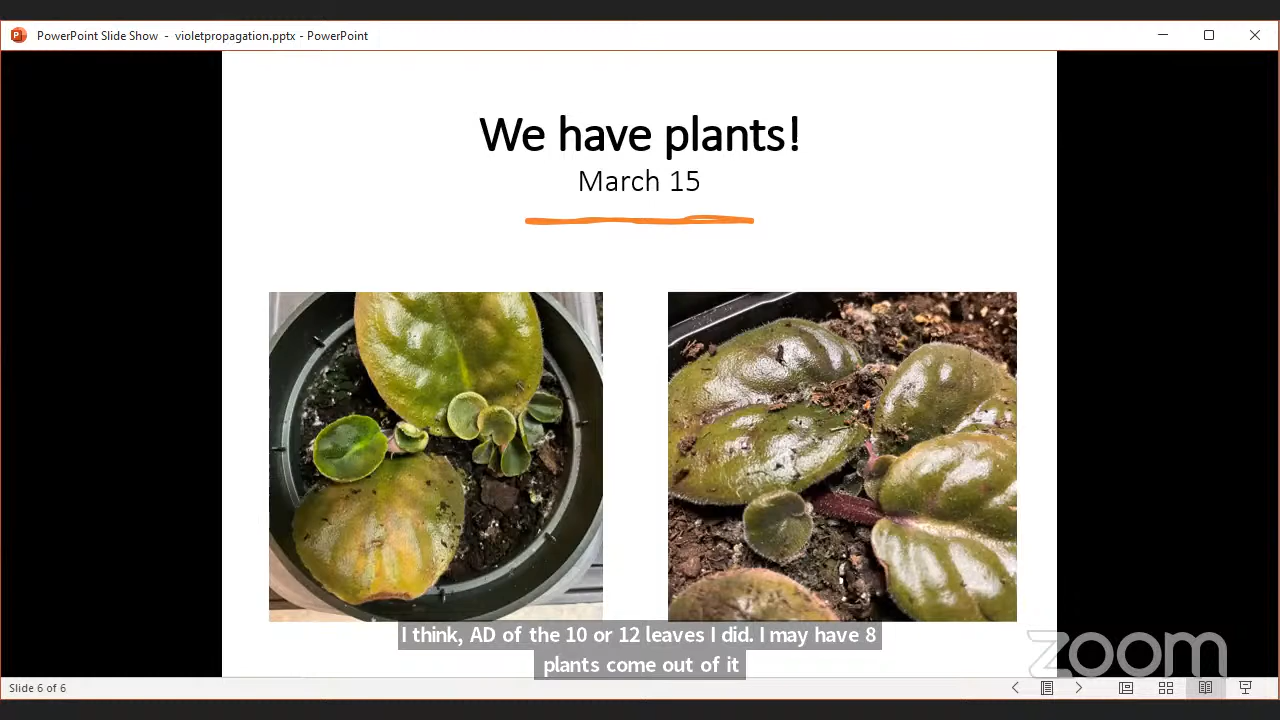 PowerPoint Slide Show - violetpropagation.pptx - PowerPoint
We have plants!
March 15
I think, AD of the 10 or 12 leaves I did. I may have 8
plants come out of it
zoom
Slide 6 of 6